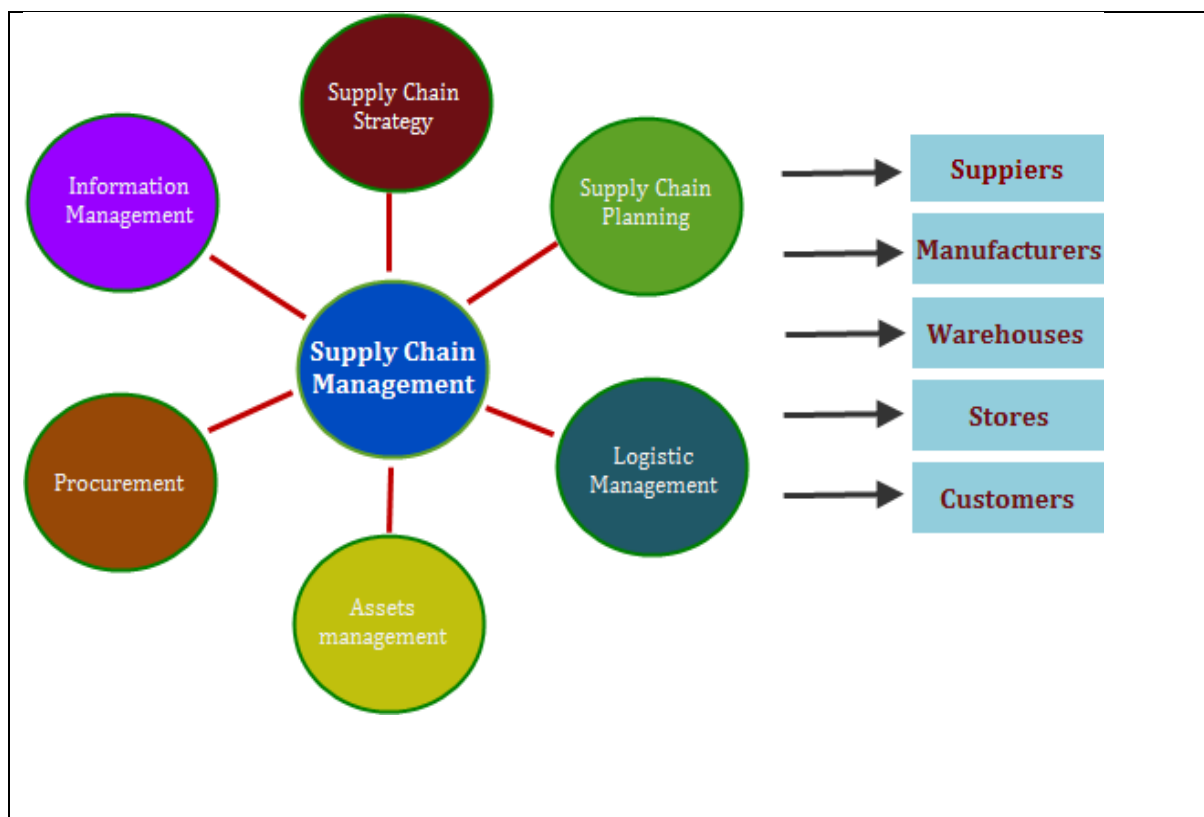 Supply Chain
Strategy
Information
Management
Supply Chain
Planning
Supply Chain
Management
Procurement
Logistic
Management
Assets
management
Suppiers
Manufacturers
Warehouses
Stores
Customers